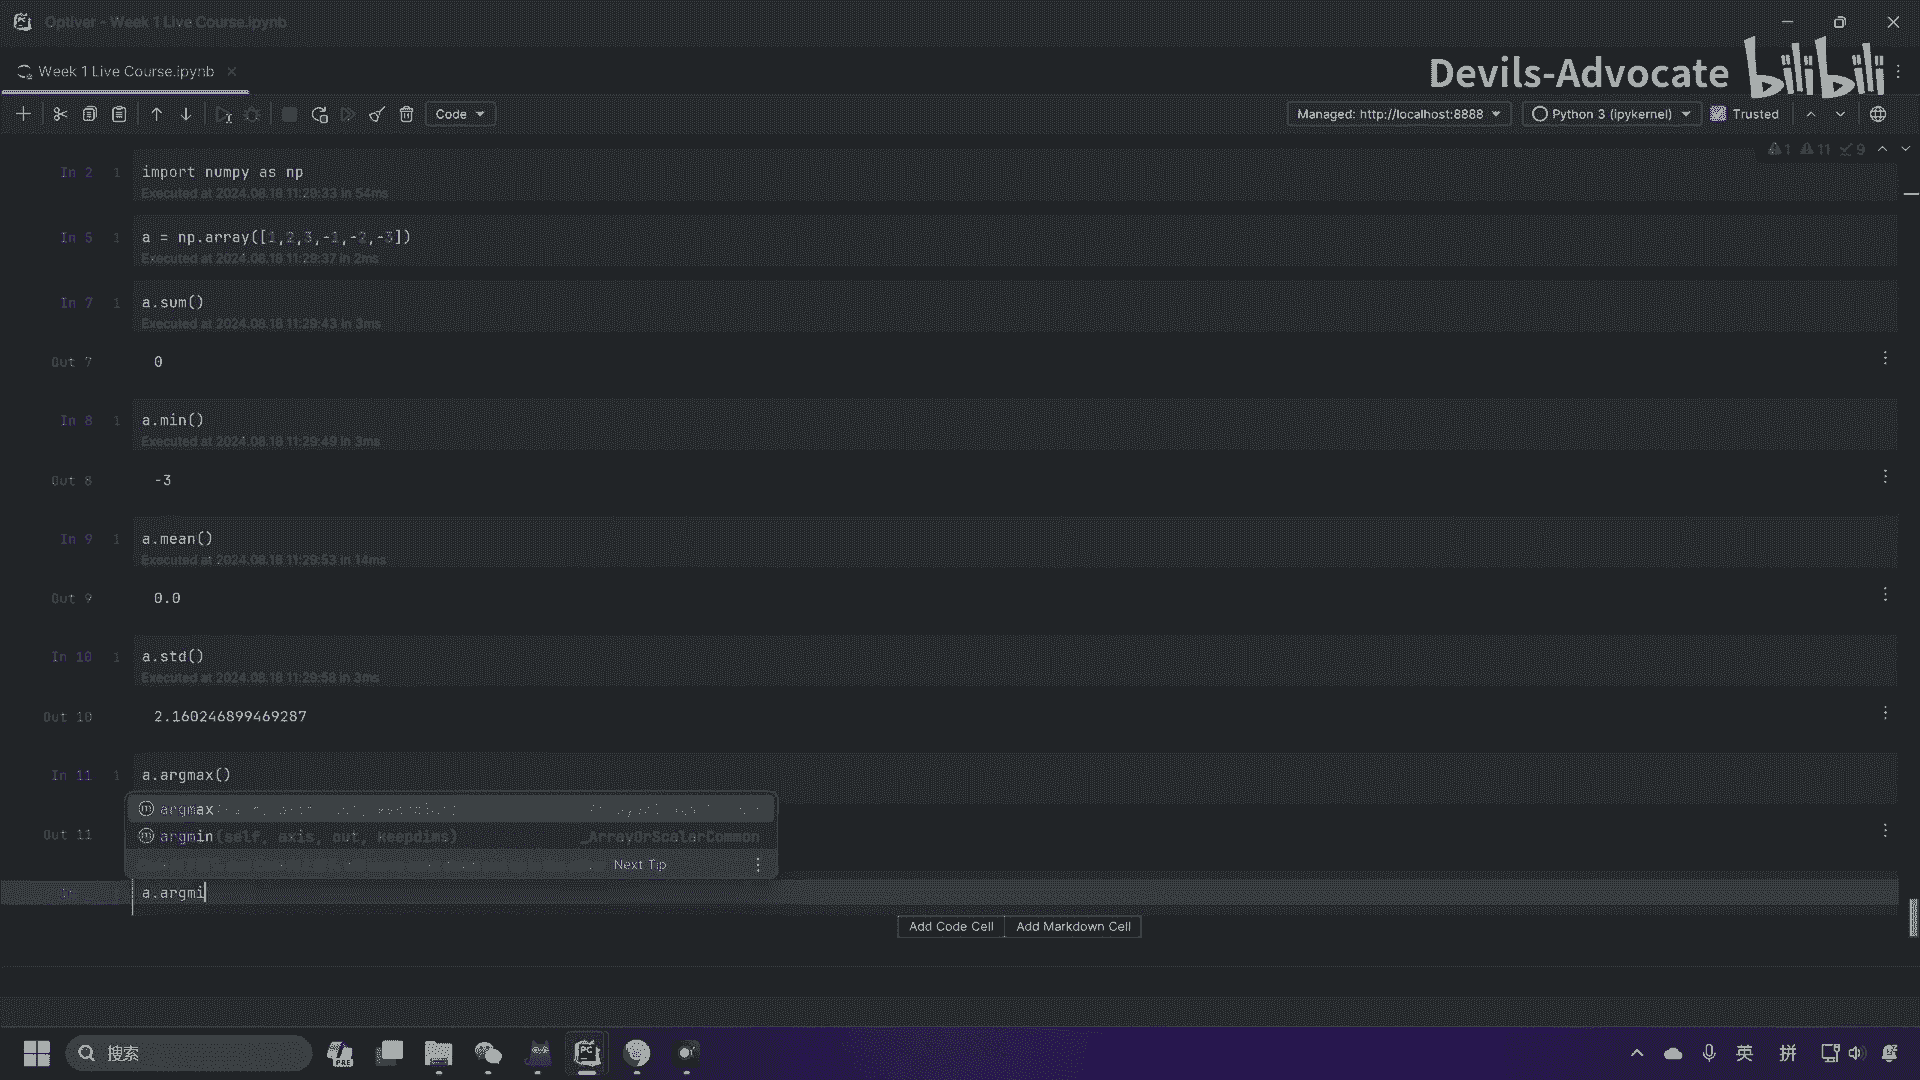 Optiver - Week 1 Live Course.ipynb
Week 1 Live Course.ipynb
Devils-Advocate bilibili
Code
Managed: http://localhost:8888
Python 3 (ipykernel)
Trusted
1 11 9
In 2 1 import numpy as np
Executed at 2024.08.18 11:29:33 in 54ms
In 5 1 a = np.array([1,2,3,-1,-2,-3])
Executed at 2024.08.18 11:29:37 in 2ms
In 7 1 a.sum()
Executed at 2024.08.18 11:29:43 in 3ms
Out 7 0
In 8 1 a.min()
Executed at 2024.08.18 11:29:49 in 3ms
Out 8 -3
In 9 1 a.mean()
Executed at 2024.08.18 11:29:53 in 14ms
Out 9 0.0
In 10 1 a.std()
Executed at 2024.08.18 11:29:58 in 3ms
Out 10 2.160246899469287
In 11 1 a.argmax()
argmax
Out 11
argmin(self, axis, out, keepdims) _ArrayOrScalarCommon
Next Tip
a.argmi
Add Code Cell Add Markdown Cell
搜索
PRE
PC
英
拼